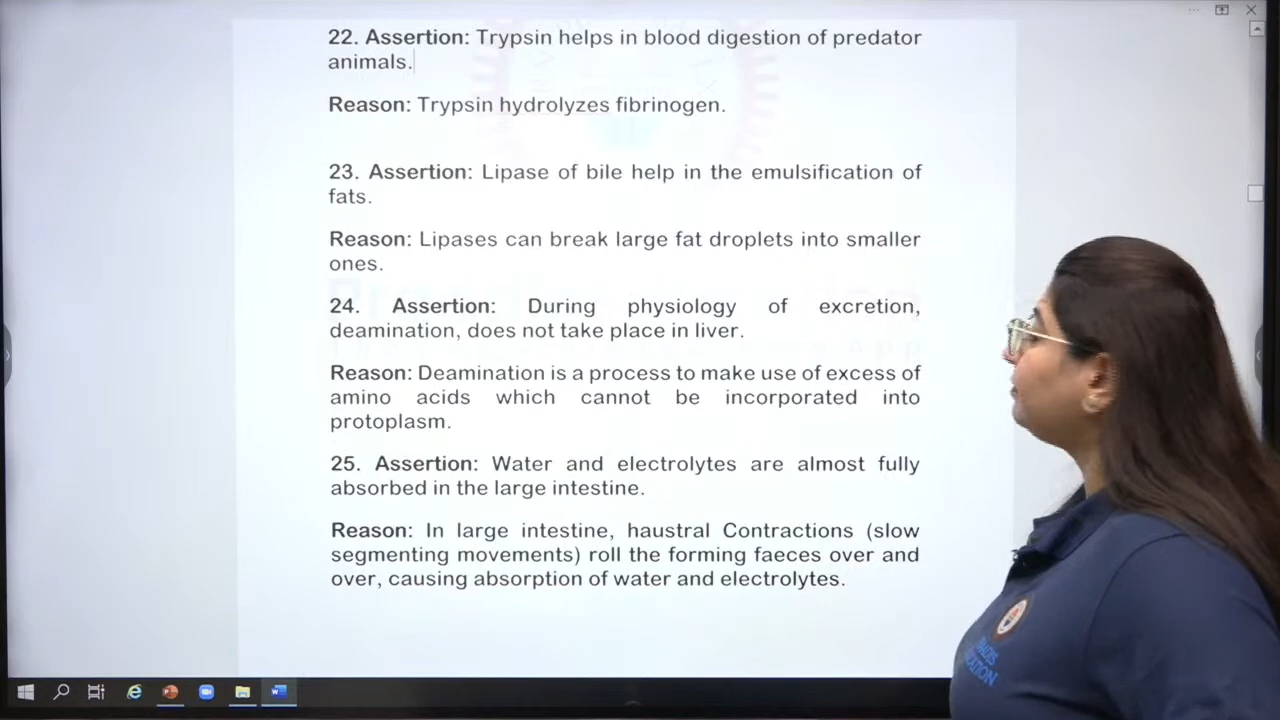 22. Assertion: Trypsin helps in blood digestion of predator
animals.
Reason: Trypsin hydrolyzes fibrinogen.
23. Assertion: Lipase of bile help in the emulsification of
fats.
Reason: Lipases can break large fat droplets into smaller
ones.
24. Assertion: During physiology of excretion,
deamination, does not take place in liver.
Reason: Deamination is a process to make use of excess of
amino acids which cannot be incorporated into
protoplasm.
25. Assertion: Water and electrolytes are almost fully
absorbed in the large intestine.
Reason: In large intestine, haustral Contractions (slow
segmenting movements) roll the forming faeces over and
over, causing absorption of water and electrolytes.